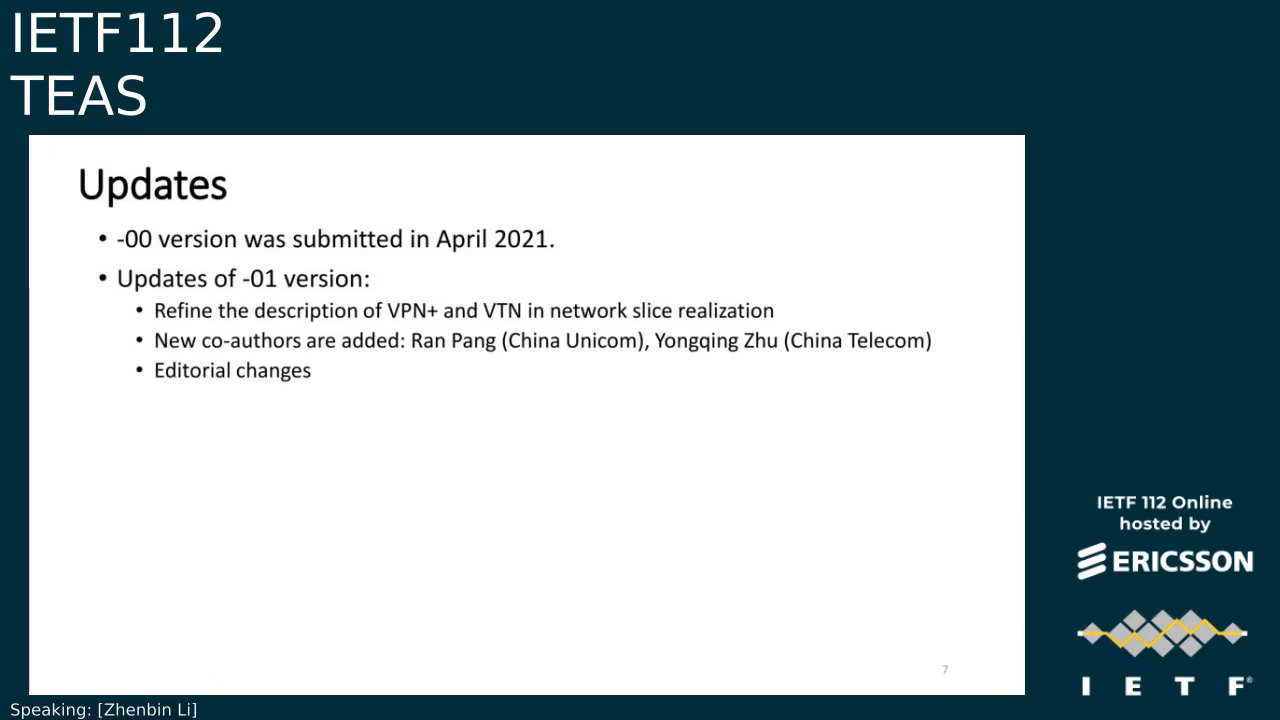 IETF112
TEAS
Updates
• -00 version was submitted in April 2021.
• Updates of -01 version:
• Refine the description of VPN+ and VTN in network slice realization
• New co-authors are added: Ran Pang (China Unicom), Yongqing Zhu (China Telecom)
• Editorial changes
7
IETF 112 Online
hosted by
ERICSSON
I E T F®
Speaking: [Zhenbin Li]